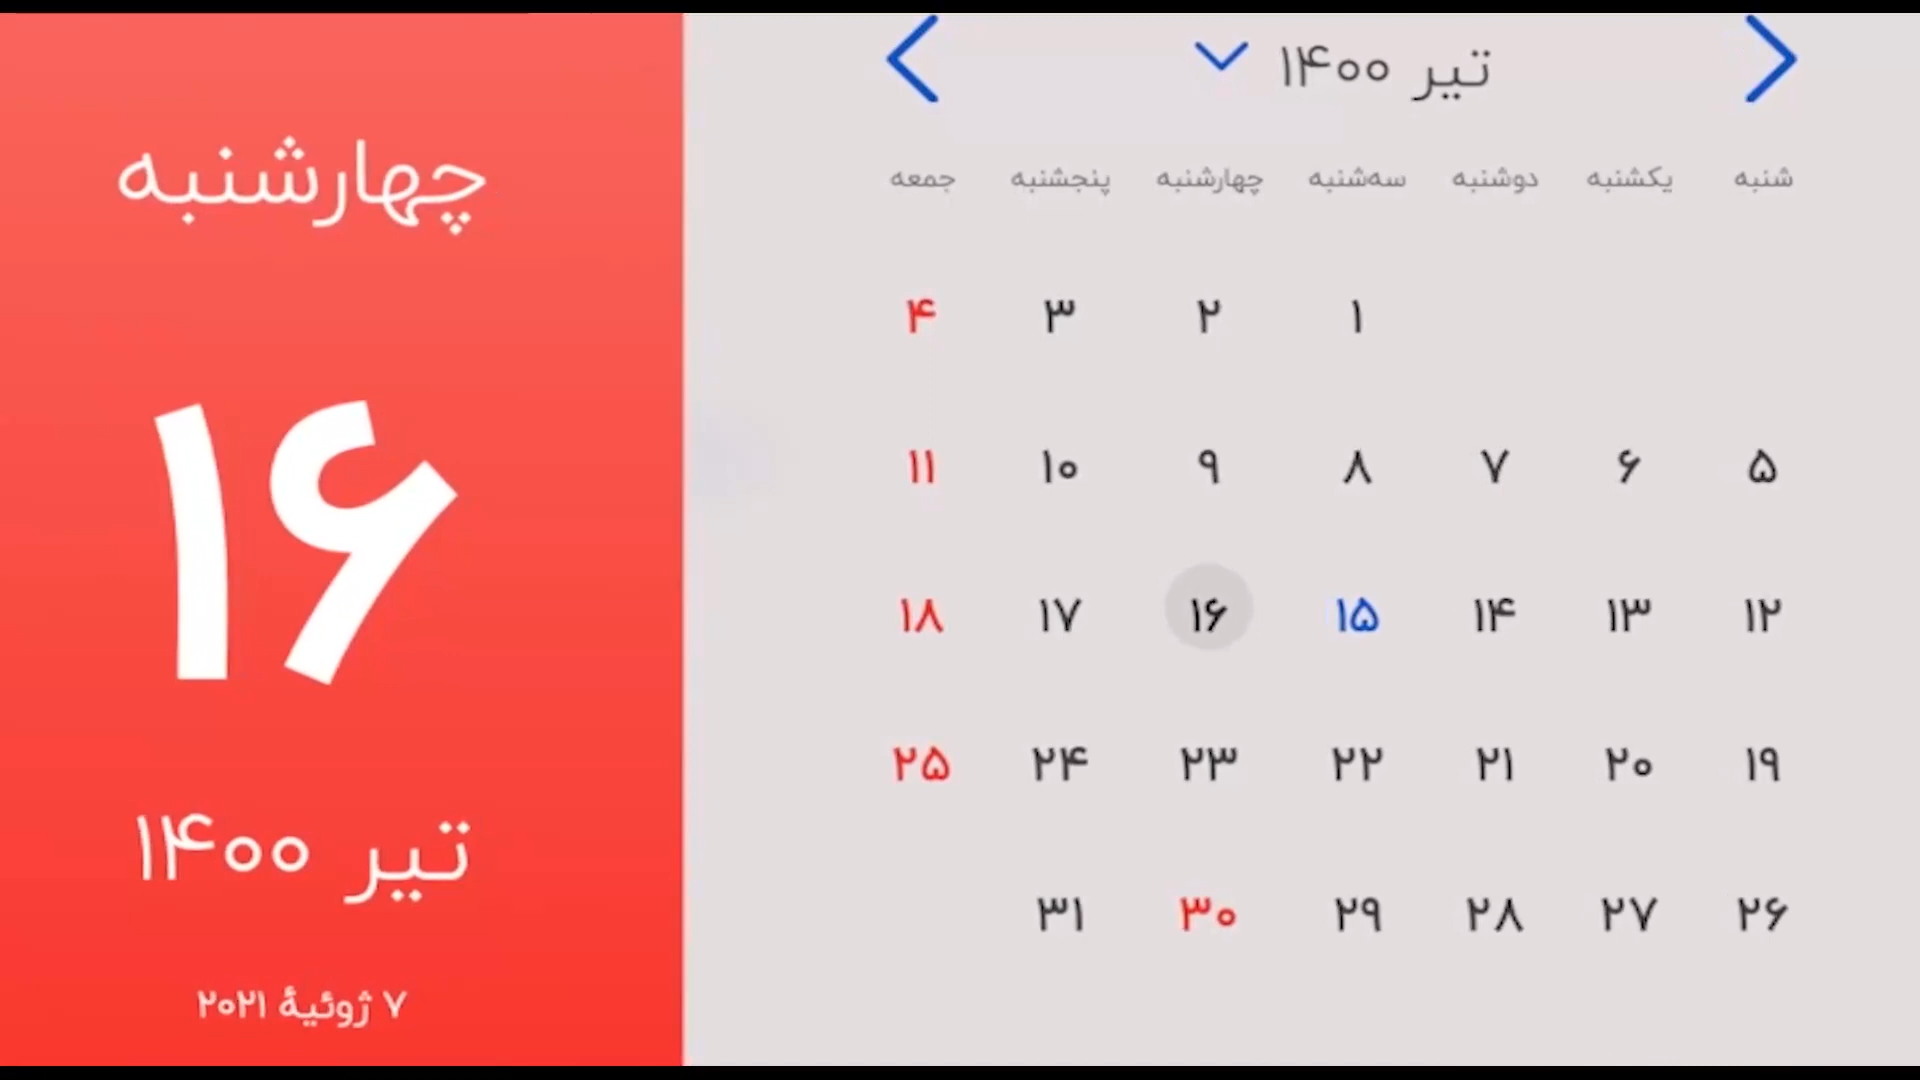 چهارشنبه
۱۶
تیر ۱۴۰۰
۷ ژوئیهٔ ۲۰۲۱
تیر ۱۴۰۰
شنبه یکشنبه دوشنبه سه‌شنبه چهارشنبه پنجشنبه جمعه
۱ ۲ ۳ ۴
۵ ۶ ۷ ۸ ۹ ۱۰ ۱۱
۱۲ ۱۳ ۱۴ ۱۵ ۱۶ ۱۷ ۱۸
۱۹ ۲۰ ۲۱ ۲۲ ۲۳ ۲۴ ۲۵
۲۶ ۲۷ ۲۸ ۲۹ ۳۰ ۳۱